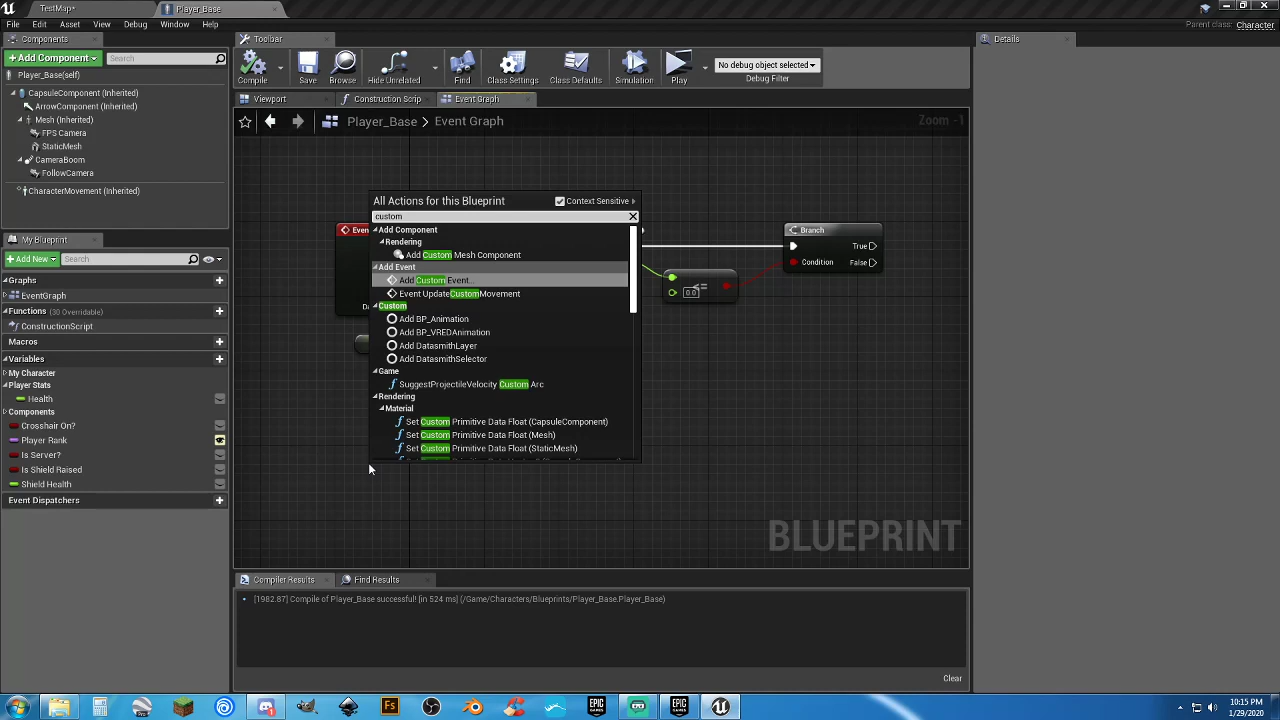 TestMap*
Player_Base*
File Edit Asset View Debug Window Help
Parent class: Character
Components
Toolbar
Details
+Add Component
Search
Player_Base(self)
Compile
Save
Browse
Hide Unrelated
Find
Class Settings
Class Defaults
Simulation
Play
No debug object selected
Debug Filter
CapsuleComponent (Inherited)
ArrowComponent (Inherited)
Mesh (Inherited)
FPS Camera
StaticMesh
CameraBoom
FollowCamera
CharacterMovement (Inherited)
Viewport
Construction Scrip
Event Graph
Player_Base > Event Graph
Zoom -1
All Actions for this Blueprint
Context Sensitive
custom
Add Component
Rendering
Add Custom Mesh Component
Add Event
Add Custom Event...
Event UpdateCustomMovement
Custom
Add BP_Animation
Add BP_VREDAnimation
Add DatasmithLayer
Add DatasmithSelector
Game
SuggestProjectileVelocity Custom Arc
Rendering
Material
Set Custom Primitive Data Float (CapsuleComponent)
Set Custom Primitive Data Float (Mesh)
Set Custom Primitive Data Float (StaticMesh)
Even
Da
0.0
<=
Branch
True
Condition
False
My Blueprint
+Add New
Search
Graphs
EventGraph
Functions (30 Overridable)
ConstructionScript
Macros
Variables
My Character
Player Stats
Health
Components
Crosshair On?
Player Rank
Is Server?
Is Shield Raised
Shield Health
Event Dispatchers
BLUEPRINT
Compiler Results
Find Results
[1982.87] Compile of Player_Base successful! [in 524 ms] (/Game/Characters/Blueprints/Player_Base.Player_Base)
Clear
Pro
Fs
EPIC GAMES
EPIC GAMES
10:15 PM
1/29/2020